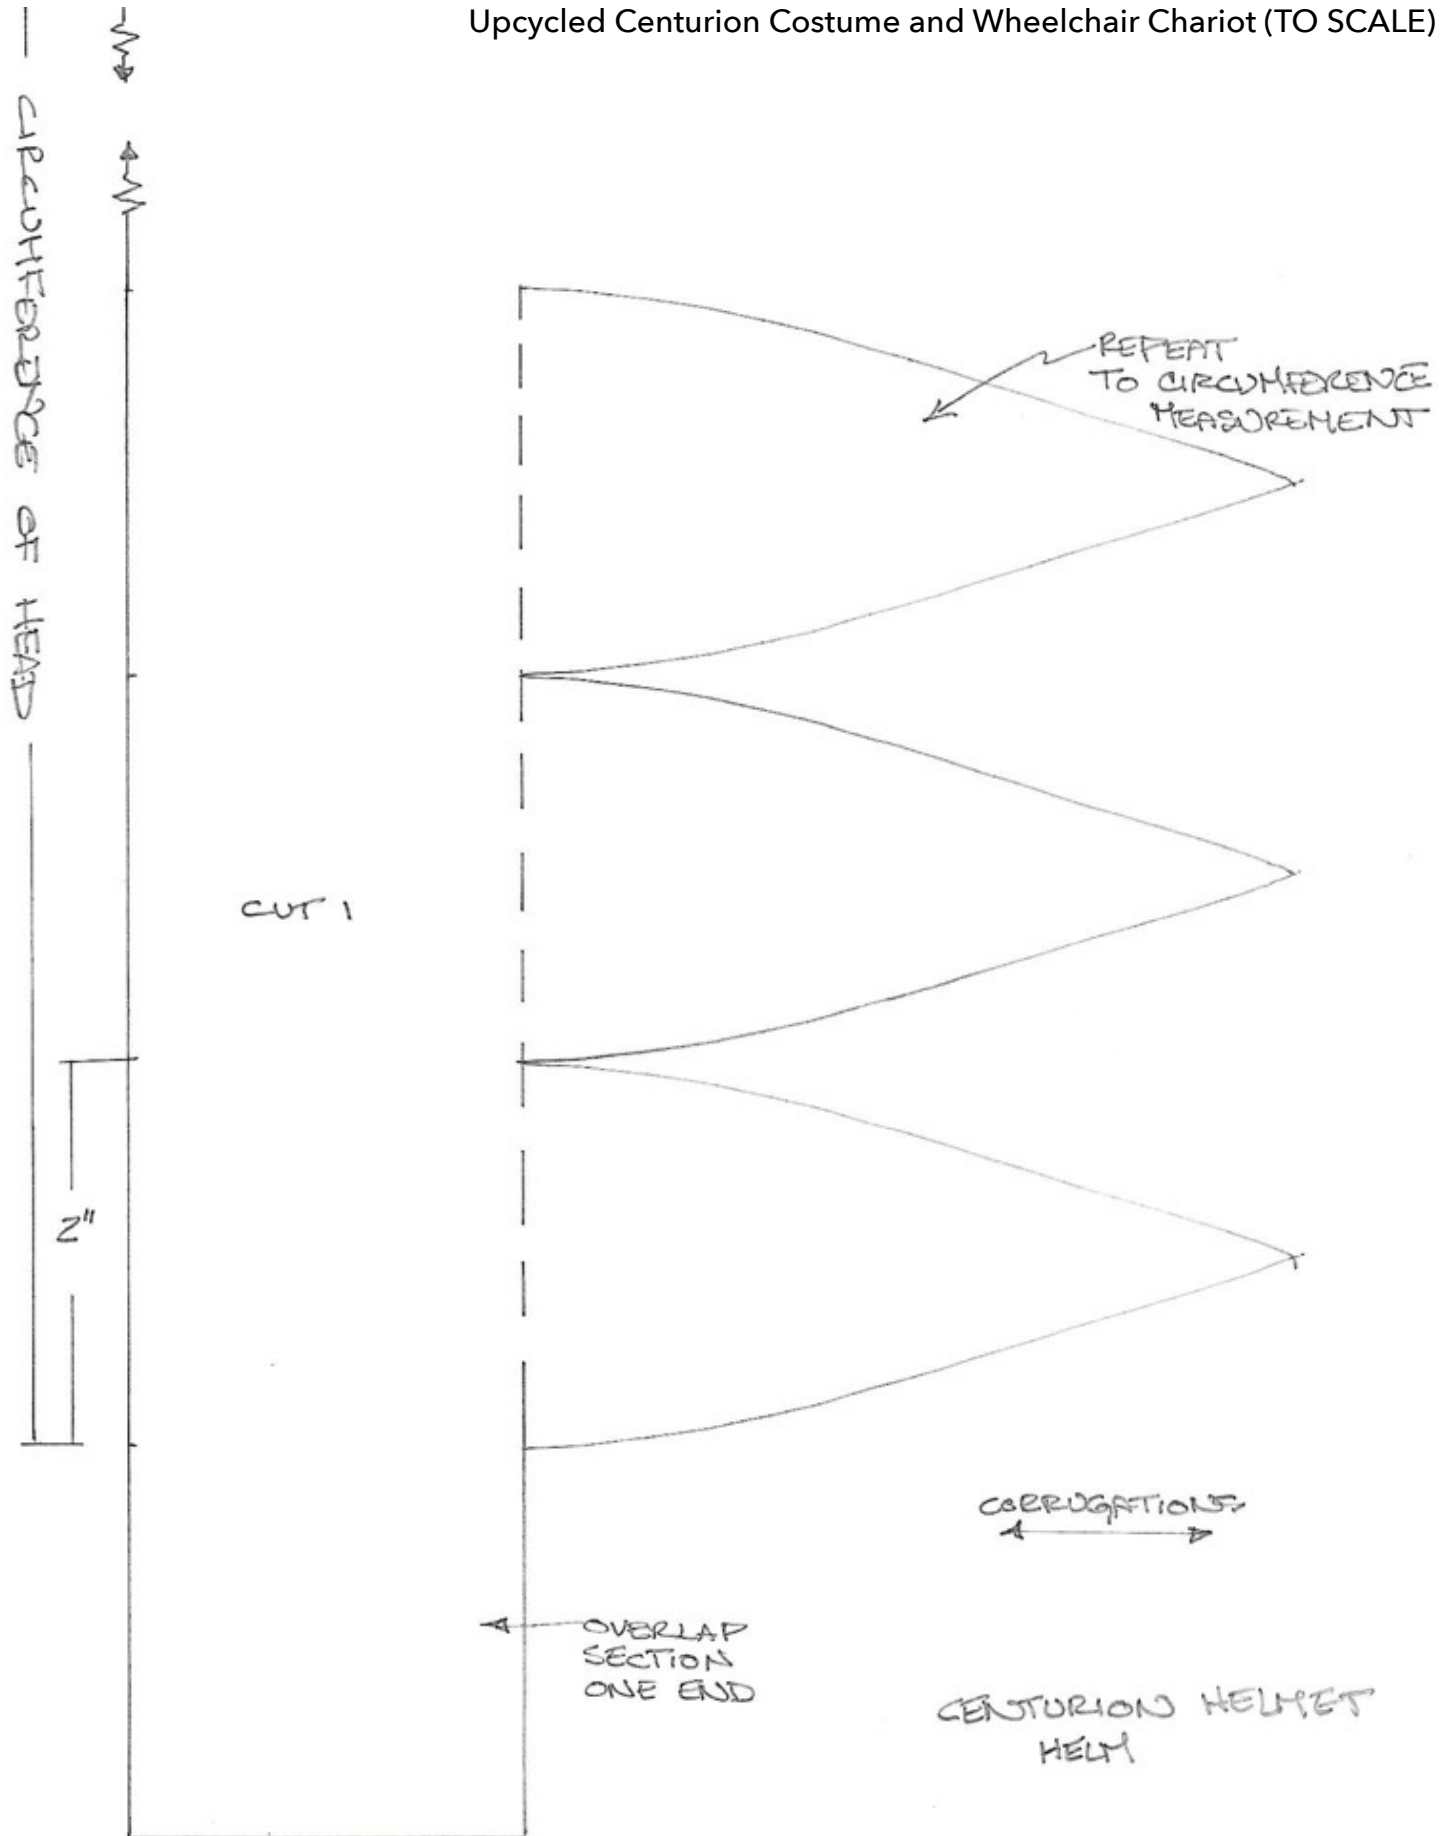 Upcycled Centurion Costume and Wheelchair Chariot (TO SCALE)
CIRCUMFERENCE OF HEAD
REPEAT
TO CIRCUMFERENCE
MEASUREMENT
CUT 1
2"
CORRUGATIONS
OVERLAP
SECTION
ONE END
CENTURION HELMET
HELM